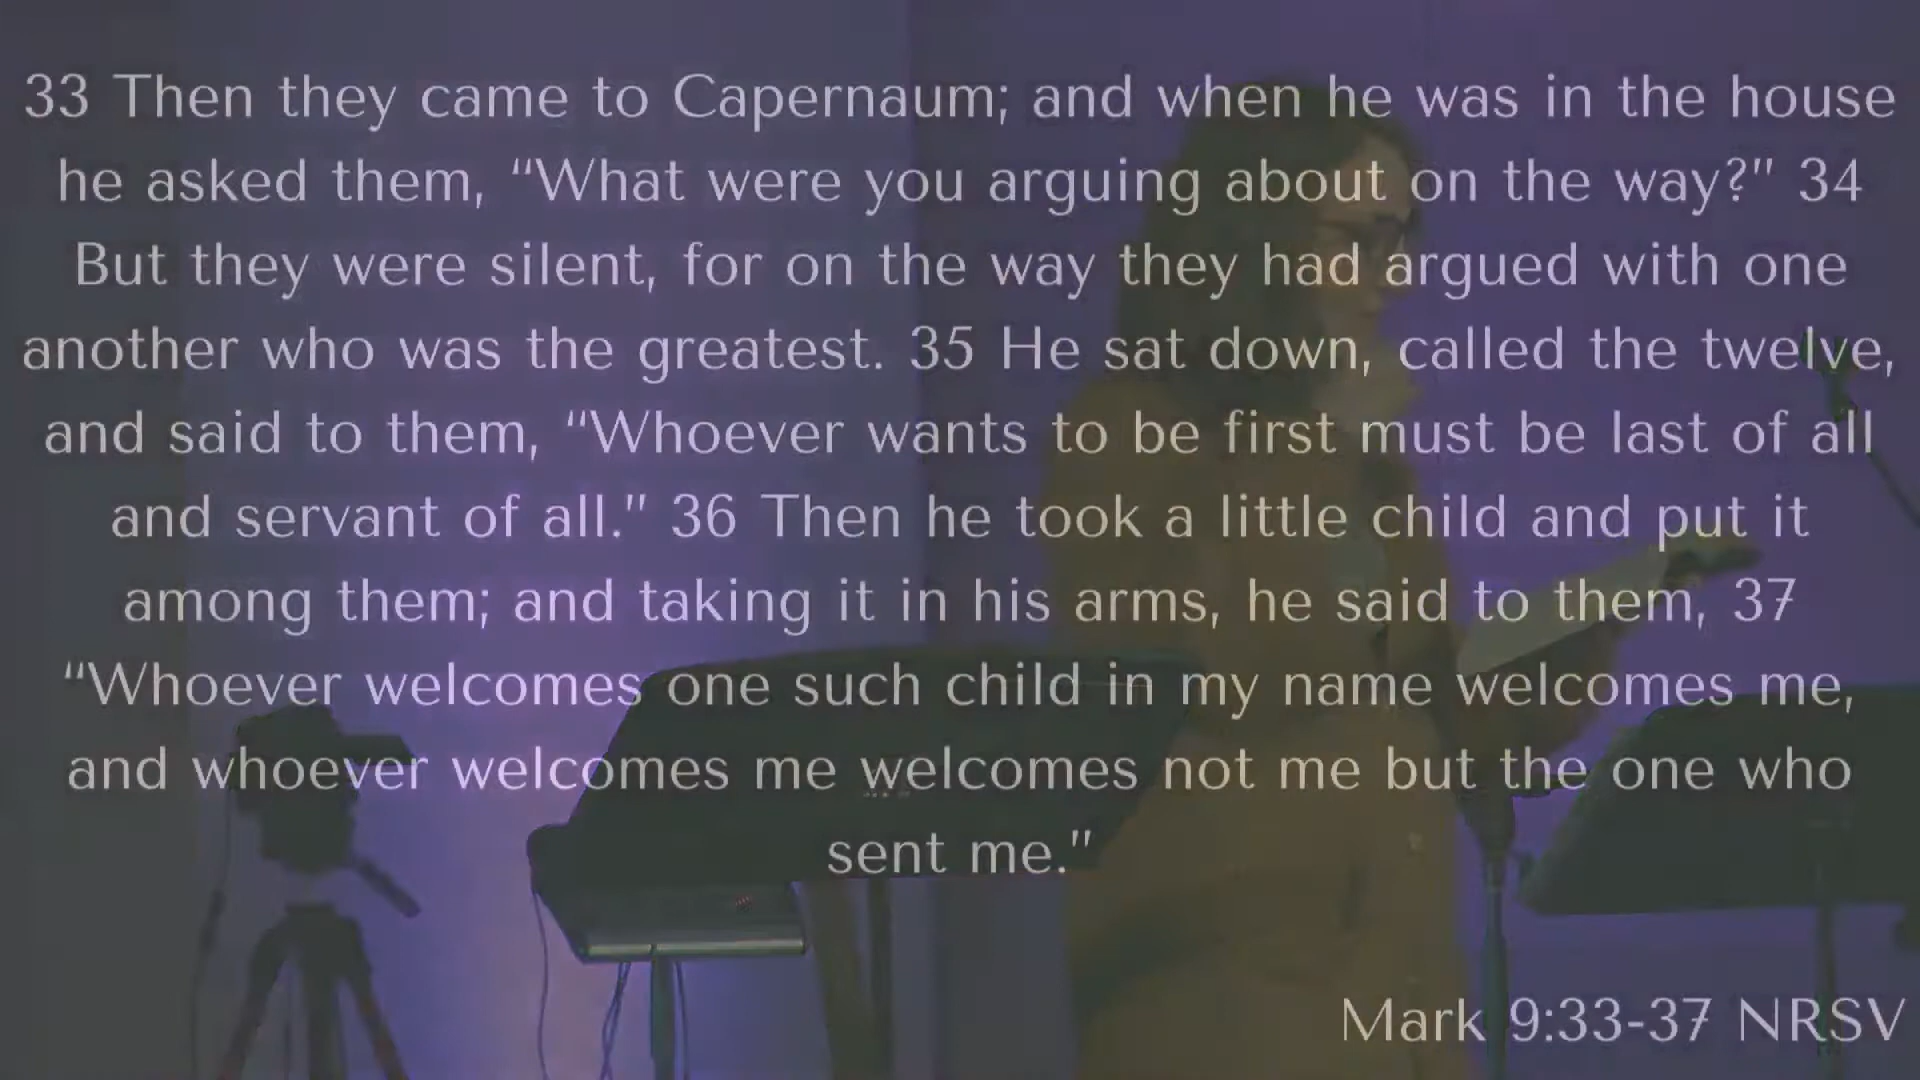 33 Then they came to Capernaum; and when he was in the house
he asked them, “What were you arguing about on the way?” 34
But they were silent, for on the way they had argued with one
another who was the greatest. 35 He sat down, called the twelve,
and said to them, “Whoever wants to be first must be last of all
and servant of all.” 36 Then he took a little child and put it
among them; and taking it in his arms, he said to them, 37
“Whoever welcomes one such child in my name welcomes me,
and whoever welcomes me welcomes not me but the one who
sent me.”
Mark 9:33-37 NRSV